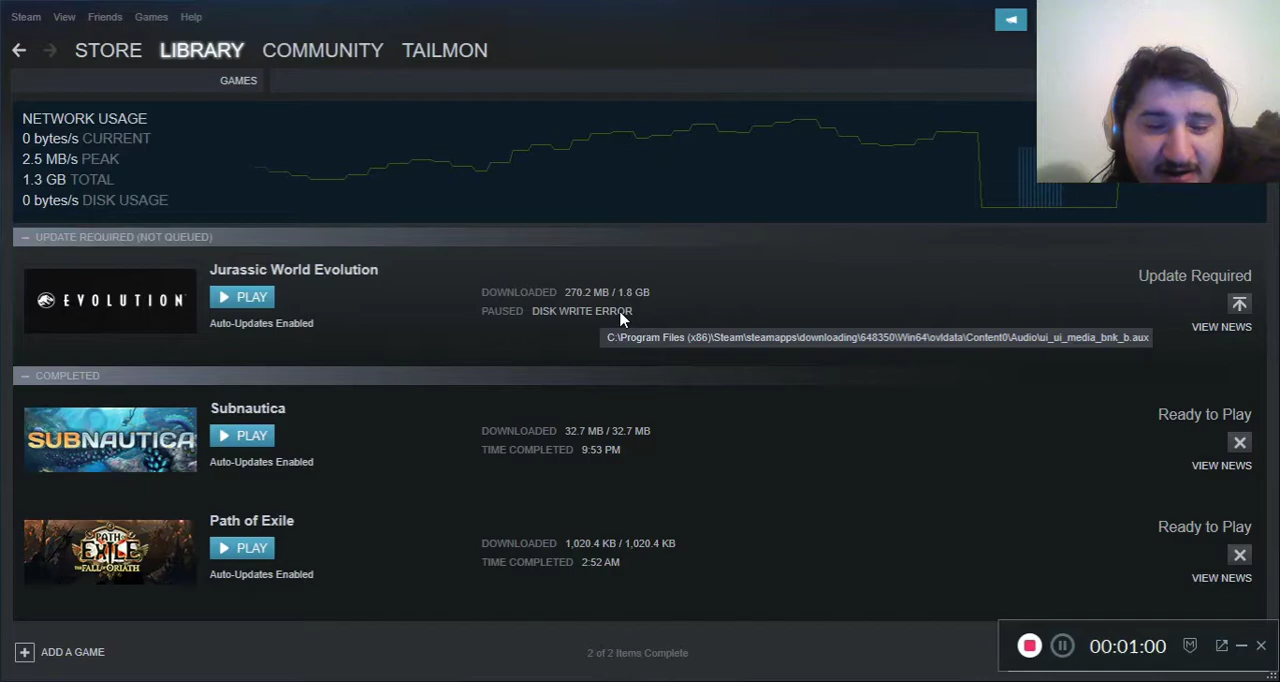 Steam View Friends Games Help
STORE LIBRARY COMMUNITY TAILMON
GAMES
NETWORK USAGE
0 bytes/s CURRENT
2.5 MB/s PEAK
1.3 GB TOTAL
0 bytes/s DISK USAGE
UPDATE REQUIRED (NOT QUEUED)
EVOLUTION
Jurassic World Evolution
PLAY
Auto-Updates Enabled
DOWNLOADED 270.2 MB / 1.8 GB
PAUSED DISK WRITE ERROR
C:\Program Files (x86)\Steam\steamapps\downloading\648350\Win64\ovldata\Content0\Audio\ui_ui_media_bnk_b.aux
Update Required
VIEW NEWS
COMPLETED
SUBNAUTICA
Subnautica
PLAY
Auto-Updates Enabled
DOWNLOADED 32.7 MB / 32.7 MB
TIME COMPLETED 9:53 PM
Ready to Play
VIEW NEWS
PATH OF EXILE
THE FALL OF ORIATH
Path of Exile
PLAY
Auto-Updates Enabled
DOWNLOADED 1,020.4 KB / 1,020.4 KB
TIME COMPLETED 2:52 AM
Ready to Play
VIEW NEWS
ADD A GAME
2 of 2 Items Complete
00:01:00